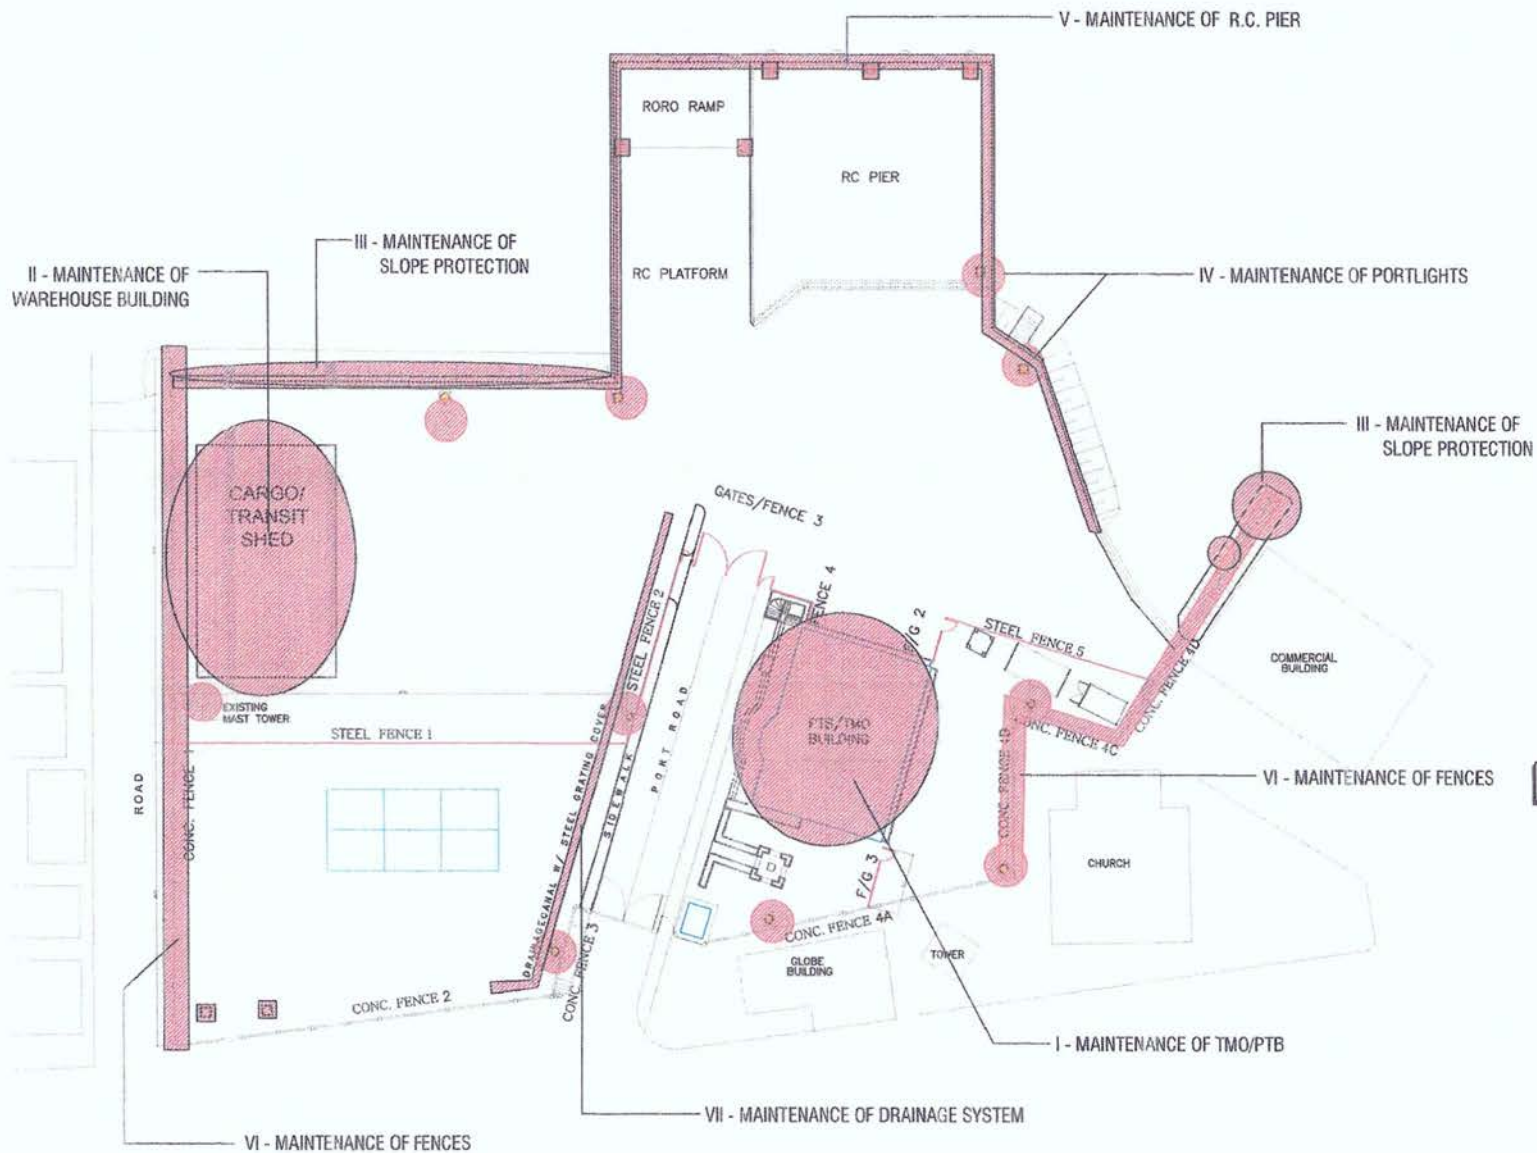 V - MAINTENANCE OF R.C. PIER
RORO RAMP
RC PIER
III - MAINTENANCE OF
SLOPE PROTECTION
II - MAINTENANCE OF
WAREHOUSE BUILDING
RC PLATFORM
IV - MAINTENANCE OF PORTLIGHTS
III - MAINTENANCE OF
SLOPE PROTECTION
CARGO/
TRANSIT
SHED
GATES/FENCE 3
FENCE 4
F/G 2
STEEL FENCE 2
STEEL FENCE 5
COMMERCIAL
BUILDING
CONC. FENCE 4D
EXISTING
MAST TOWER
STEEL FENCE 1
PORT ROAD
PTB/TMO
BUILDING
CONC. FENCE 4C
ROAD
CONC. FENCE 1
DRAINAGECANAL W/ STEEL GRATING COVER
SIDEWALK
CONC. FENCE 4B
VI - MAINTENANCE OF FENCES
CHURCH
F/G 3
CONC. FENCE 4A
GLOBE
BUILDING
TOWER
CONC. FENCE 3
CONC. FENCE 2
I - MAINTENANCE OF TMO/PTB
VII - MAINTENANCE OF DRAINAGE SYSTEM
VI - MAINTENANCE OF FENCES